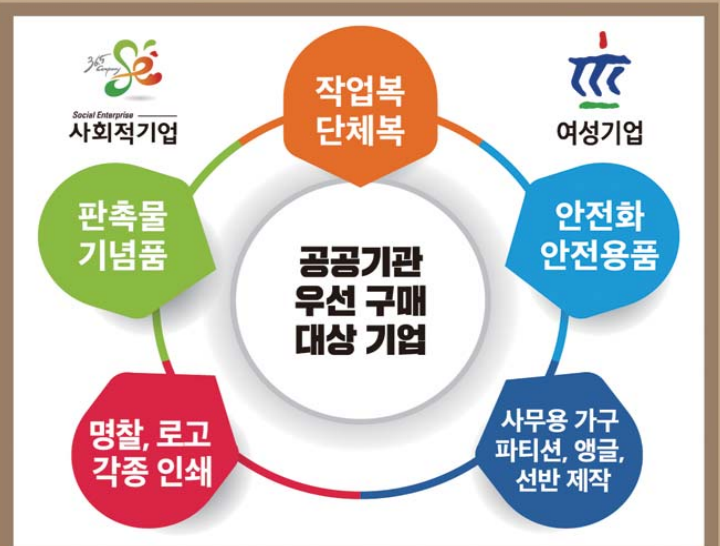 365
Company
Se
Social Enterprise
사회적기업
작업복
단체복
여성기업
판촉물
기념품
안전화
안전용품
공공기관
우선 구매
대상 기업
명찰, 로고
각종 인쇄
사무용 가구
파티션, 앵글,
선반 제작